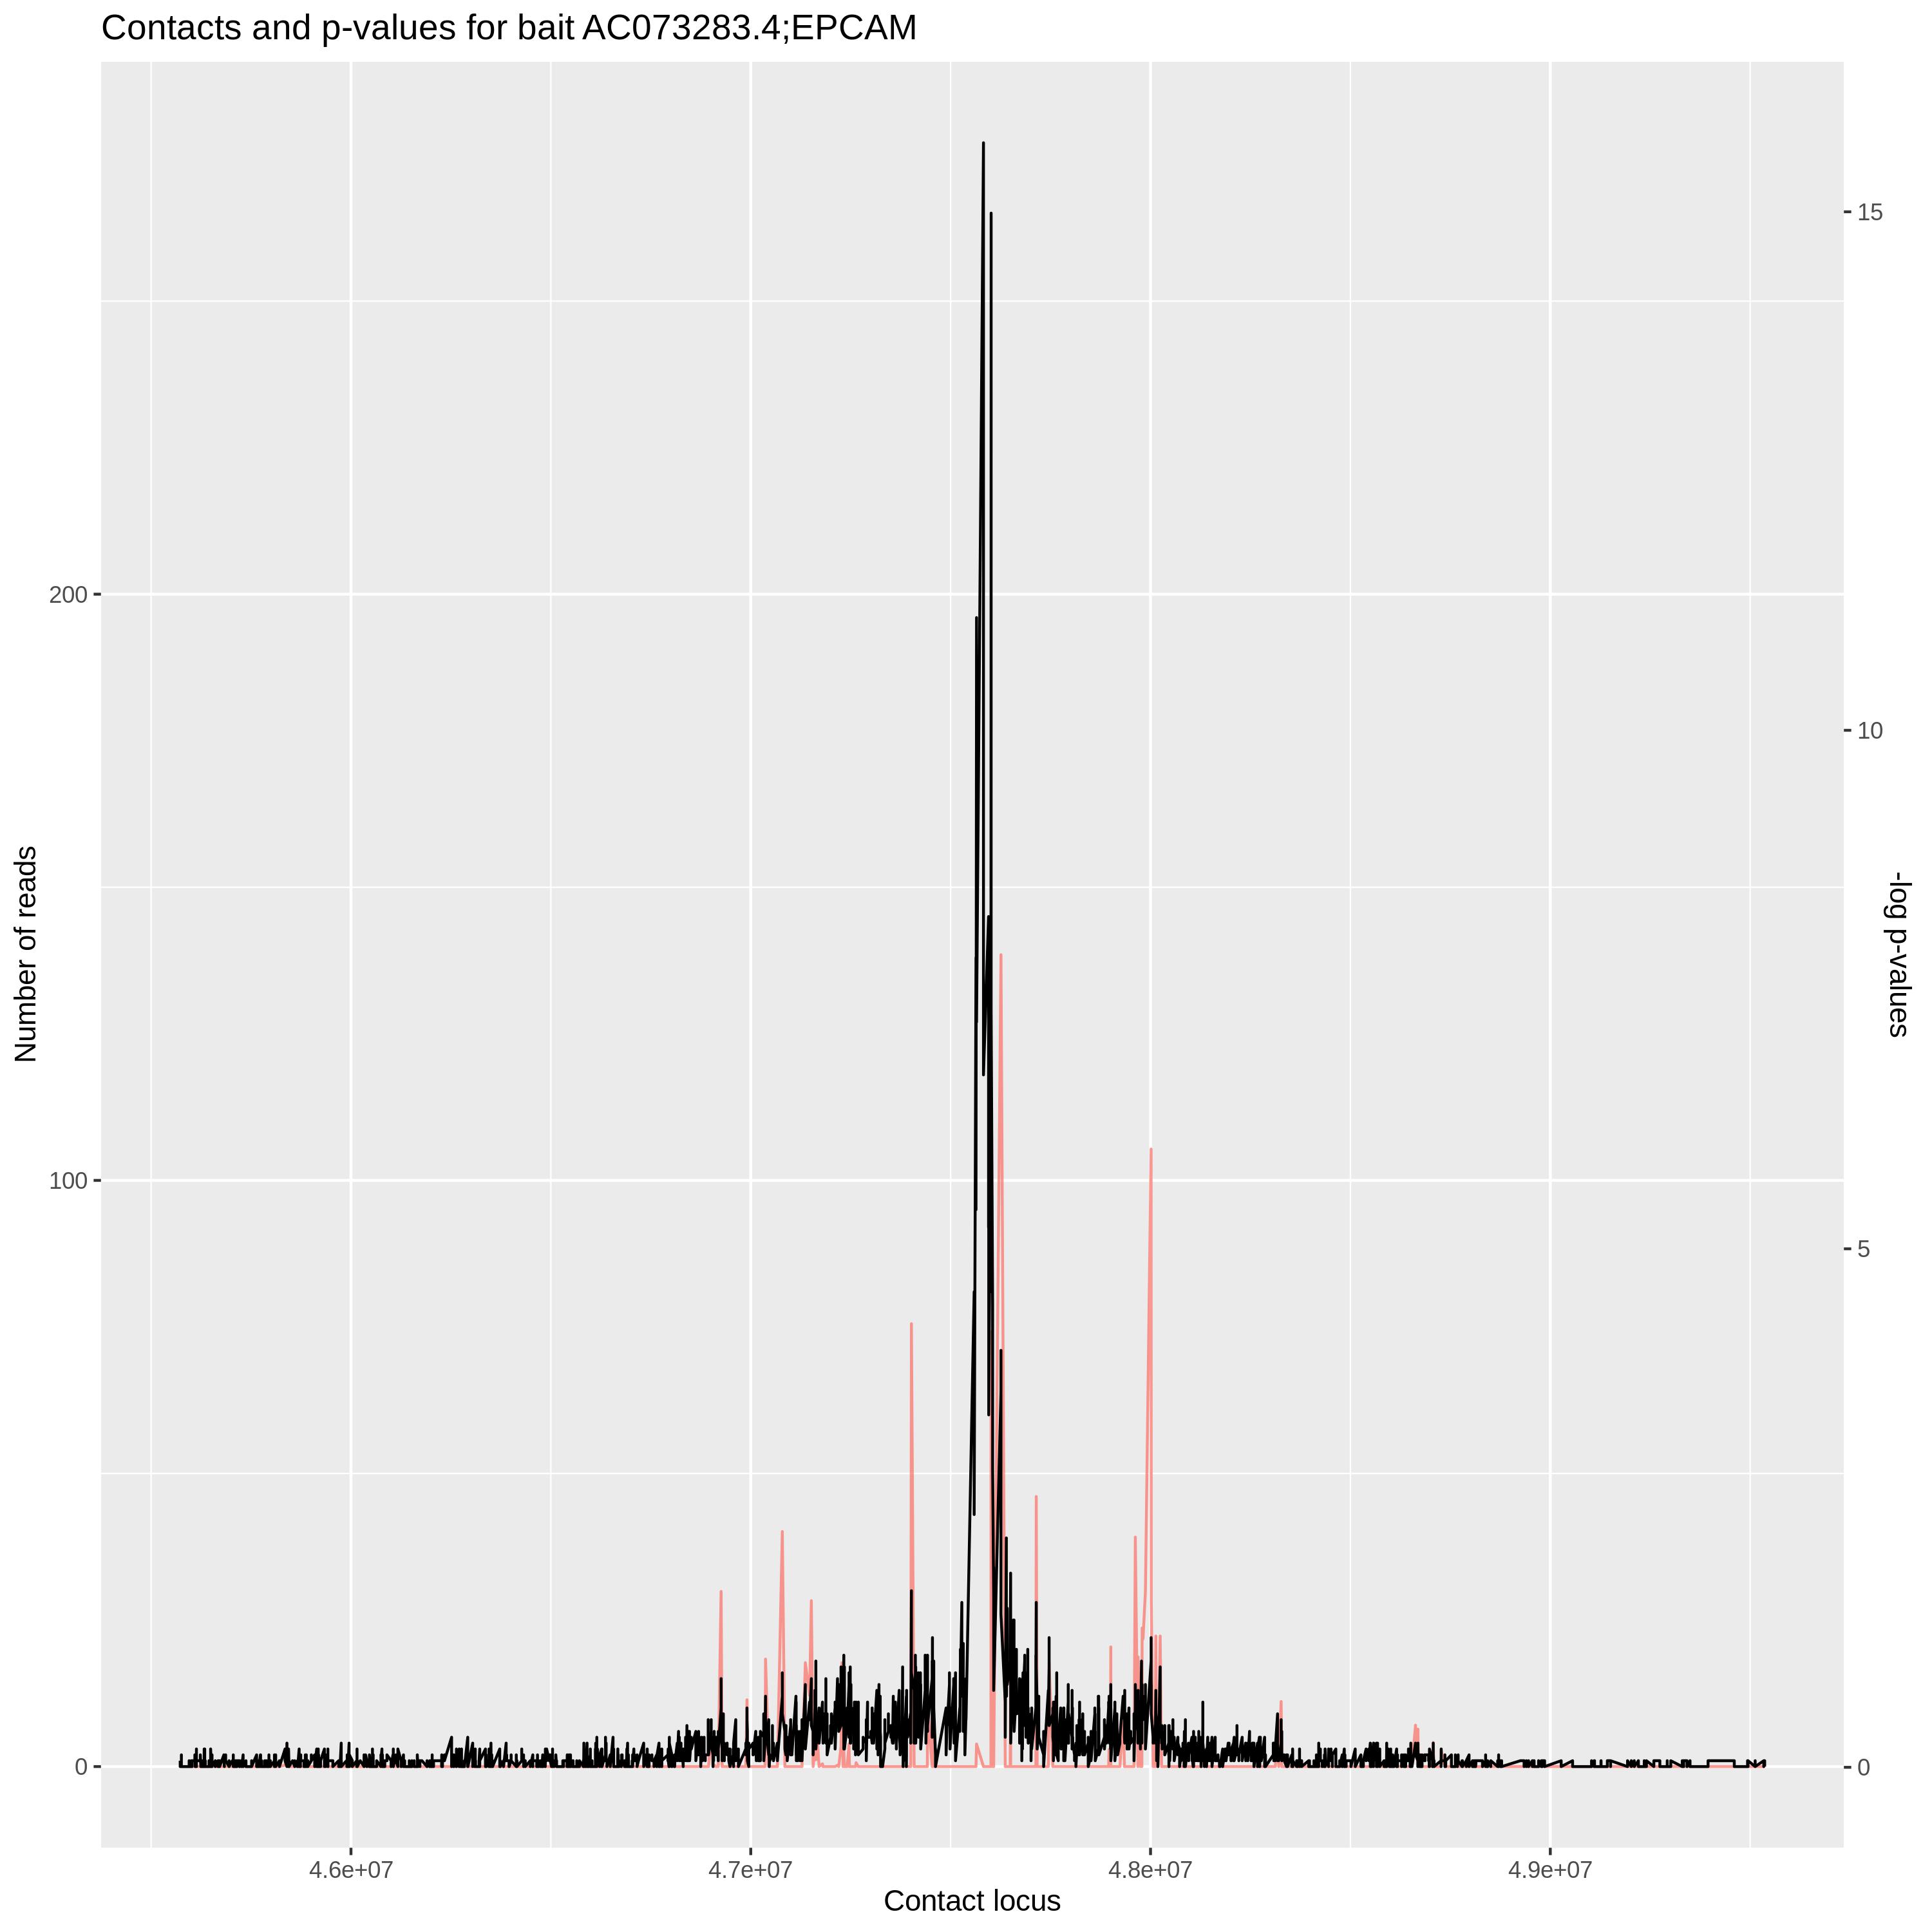 Contacts and p-values for bait AC073283.4;EPCAM
Number of reads
200
100
0
15
10
5
0
-log p-values
4.6e+07
4.7e+07
4.8e+07
4.9e+07
Contact locus